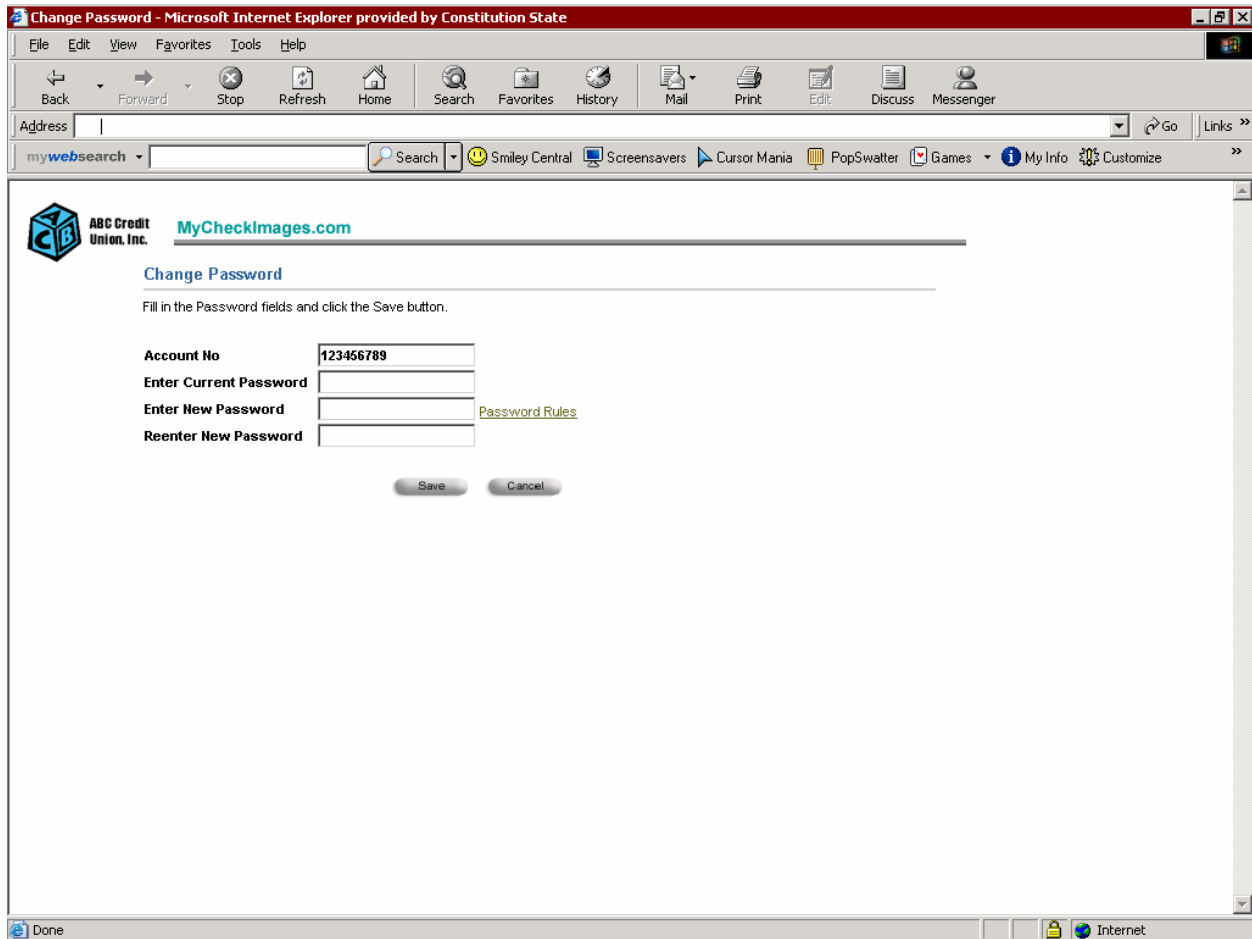 Change Password - Microsoft Internet Explorer provided by Constitution State
File Edit View Favorites Tools Help
Back Forward Stop Refresh Home Search Favorites History Mail Print Edit Discuss Messenger
Address Go Links »
mywebsearch Search Smiley Central Screensavers Cursor Mania PopSwatter Games My Info Customize »
A B C
ABC Credit
Union, Inc.
MyCheckImages.com
Change Password
Fill in the Password fields and click the Save button.
Account No 123456789
Enter Current Password
Enter New Password Password Rules
Reenter New Password
Save Cancel
Done Internet